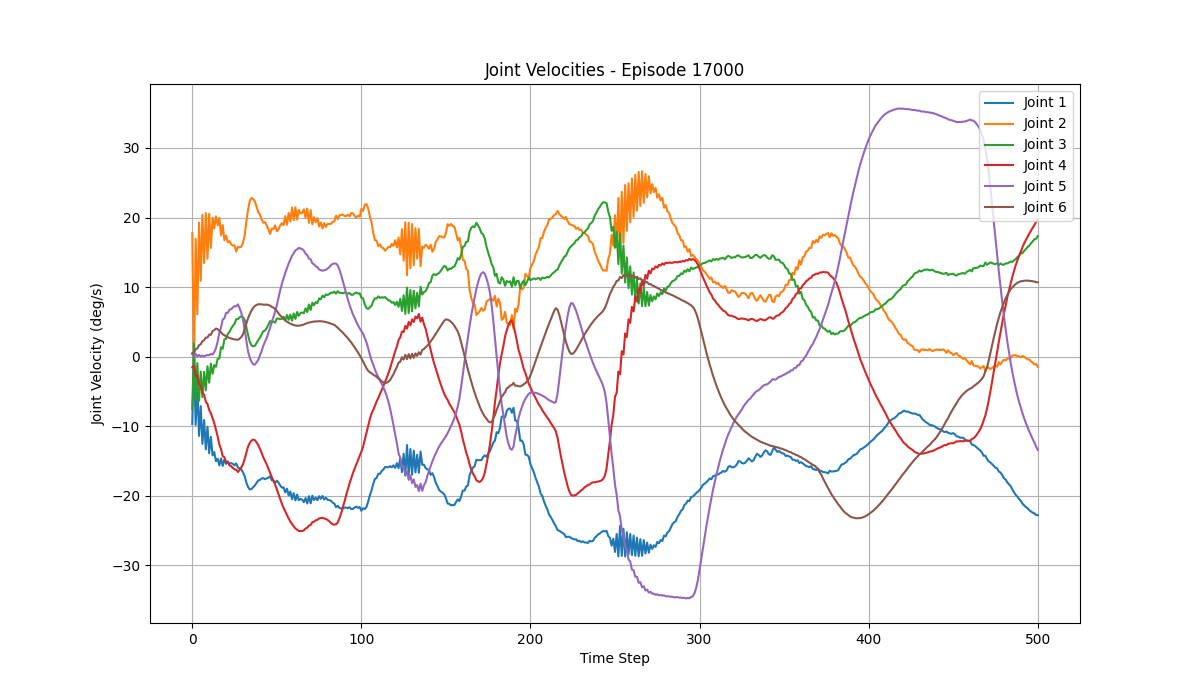 Joint Velocities - Episode 17000
Joint Velocity (deg/s)
30
20
10
0
−10
−20
−30
0 100 200 300 400 500
Time Step
Joint 1
Joint 2
Joint 3
Joint 4
Joint 5
Joint 6